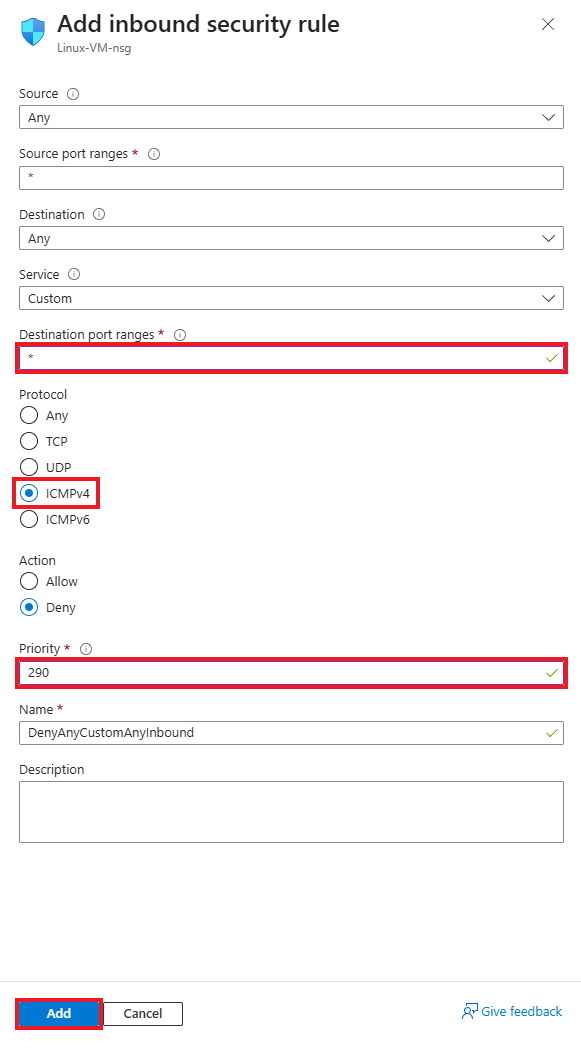 Add inbound security rule
Linux-VM-nsg
Source
Any
Source port ranges *
*
Destination
Any
Service
Custom
Destination port ranges *
*
Protocol
Any
TCP
UDP
ICMPv4
ICMPv6
Action
Allow
Deny
Priority *
290
Name *
DenyAnyCustomAnyInbound
Description
Add
Cancel
Give feedback